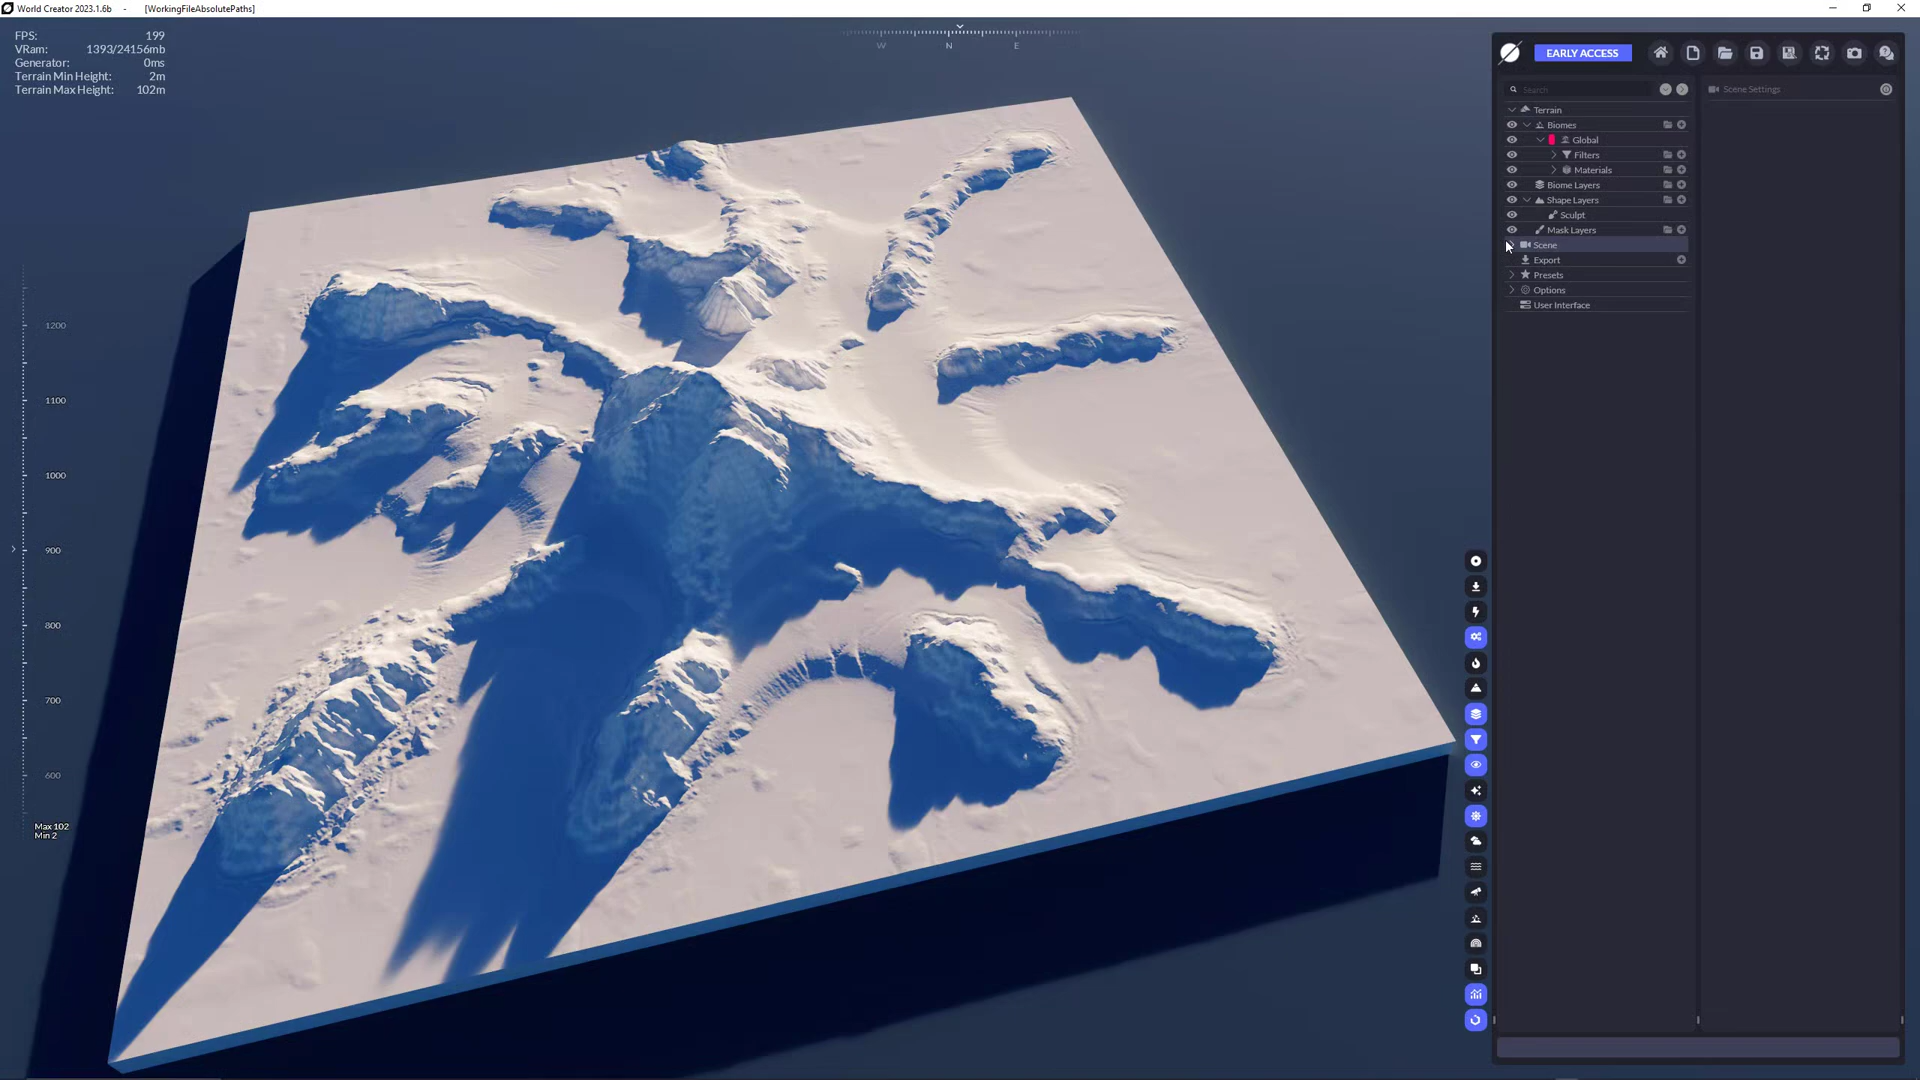 World Creator 2023.1.6b - [WorkingFileAbsolutePaths]
FPS: 199
VRam: 1393/24156mb
Generator: 0ms
Terrain Min Height: 2m
Terrain Max Height: 102m
W N E
1200
1100
1000
900
800
700
600
Max 102
Min 2
EARLY ACCESS
Search
Scene Settings
Terrain
Biomes
Global
Filters
Materials
Biome Layers
Shape Layers
Sculpt
Mask Layers
Scene
Export
Presets
Options
User Interface